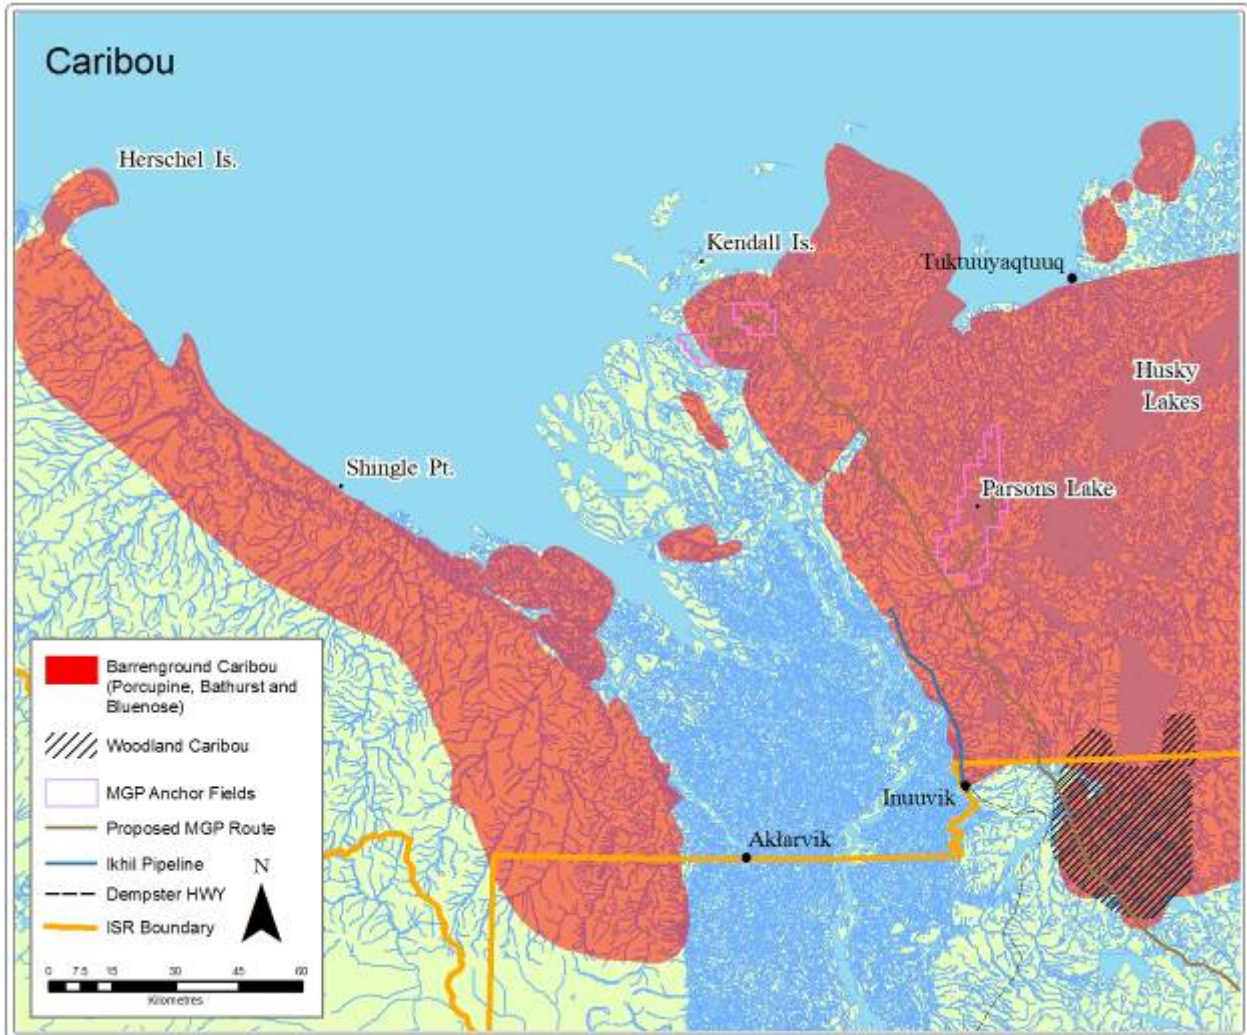 Caribou
Herschel Is.
Kendall Is.
Tuktuuyaqtuuq
Husky
Lakes
Shingle Pt.
Parsons Lake
Inuuvik
Akłarvik
Barrenground Caribou
(Porcupine, Bathurst and
Bluenose)
Woodland Caribou
MGP Anchor Fields
Proposed MGP Route
Ikhil Pipeline
Dempster HWY
ISR Boundary
N
0 7.5 15 30 45 60
Kilometres